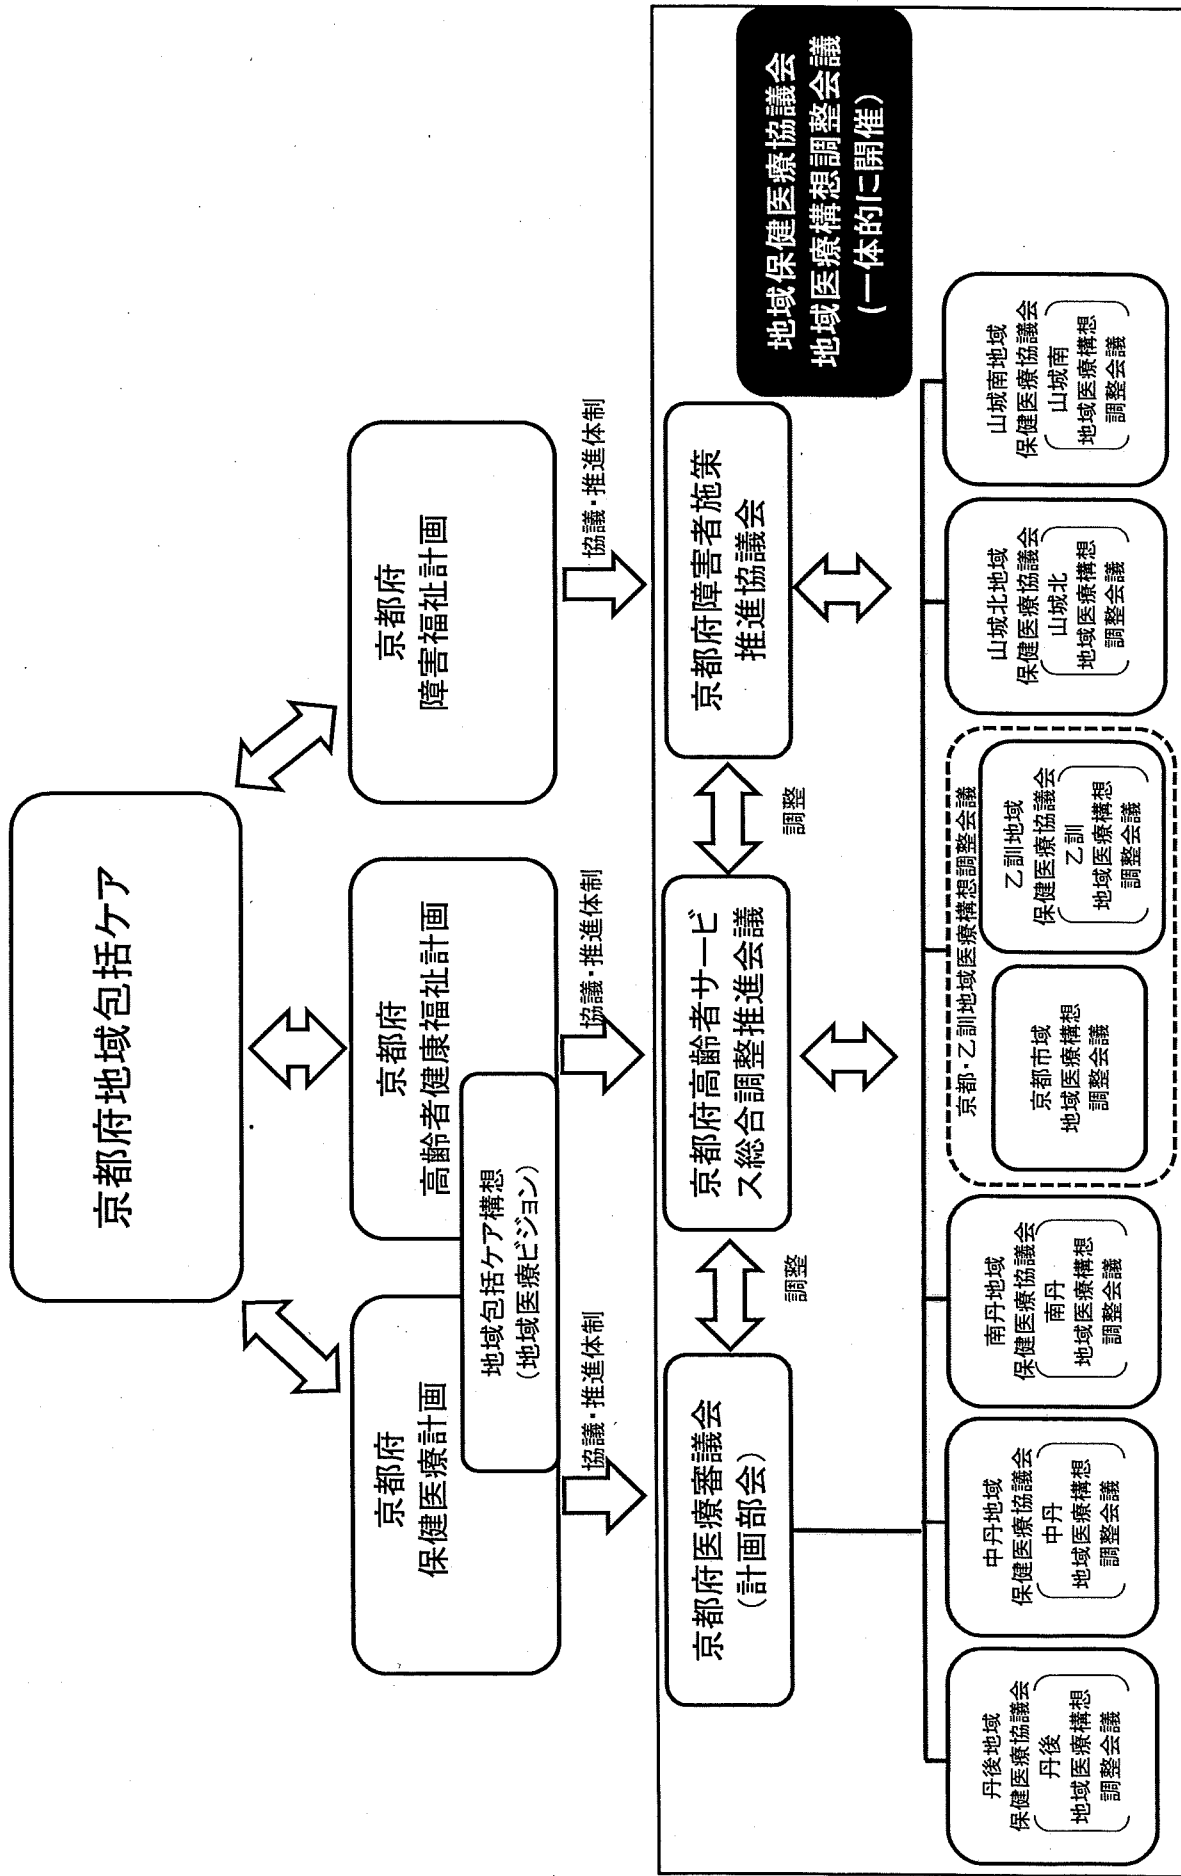 京都府地域包括ケア
京都府
保健医療計画
京都府
高齢者健康福祉計画
京都府
障害福祉計画
地域包括ケア構想
（地域医療ビジョン）
協議・推進体制
協議・推進体制
協議・推進体制
京都府医療審議会
（計画部会）
調整
京都府高齢者サービ
ス総合調整推進会議
調整
京都府障害者施策
推進協議会
地域保健医療協議会
地域医療構想調整会議
(一体的に開催)
丹後地域
保健医療協議会
丹後
地域医療構想
調整会議
中丹地域
保健医療協議会
中丹
地域医療構想
調整会議
南丹地域
保健医療協議会
南丹
地域医療構想
調整会議
京都・乙訓地域医療構想調整会議
京都市域
地域医療構想
調整会議
乙訓地域
保健医療協議会
乙訓
地域医療構想
調整会議
山城北地域
保健医療協議会
山城北
地域医療構想
調整会議
山城南地域
保健医療協議会
山城南
地域医療構想
調整会議